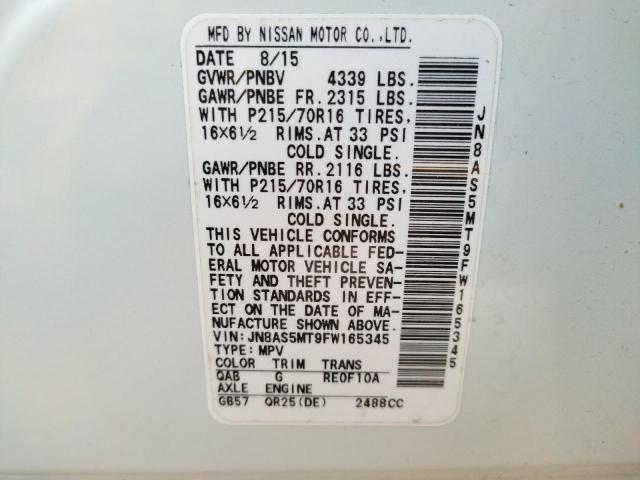 MFD BY NISSAN MOTOR CO.,LTD.
DATE 8/15
GVWR/PNBV 4339 LBS.
GAWR/PNBE FR. 2315 LBS.
WITH P215/70R16 TIRES,
16×6½ RIMS.AT 33 PSI
COLD SINGLE.
GAWR/PNBE RR. 2116 LBS.
WITH P215/70R16 TIRES,
16×6½ RIMS.AT 33 PSI
COLD SINGLE.
THIS VEHICLE CONFORMS
TO ALL APPLICABLE FED-
ERAL MOTOR VEHICLE SA-
FETY AND THEFT PREVEN-
TION STANDARDS IN EFF-
ECT ON THE DATE OF MA-
NUFACTURE SHOWN ABOVE.
VIN: JN8AS5MT9FW165345
TYPE: MPV
COLOR TRIM TRANS
QAB G RE0F10A
AXLE ENGINE
GB57 QR25(DE) 2488CC
JN8AS5MT9FW165345